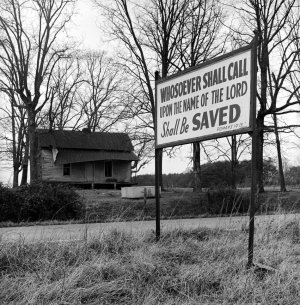 WHOSOEVER SHALL CALL
UPON THE NAME OF THE LORD
Shall Be SAVED